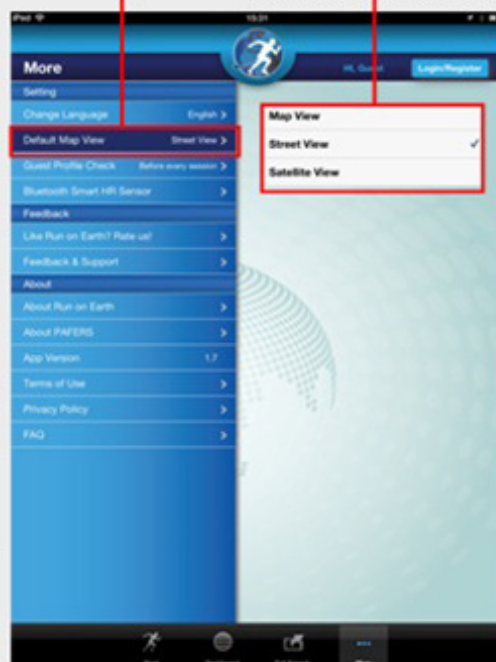 iPad
15:31
More
Hi, Guest
Login/Register
Setting
Change Language English >
Default Map View Street View >
Guest Profile Check Before every session >
Bluetooth Smart HR Sensor >
Feedback
Like Run on Earth? Rate us! >
Feedback & Support >
About
About Run on Earth >
About PAFERS >
App Version 1.7
Terms of Use >
Privacy Policy >
FAQ >
Map View
Street View ✓
Satellite View